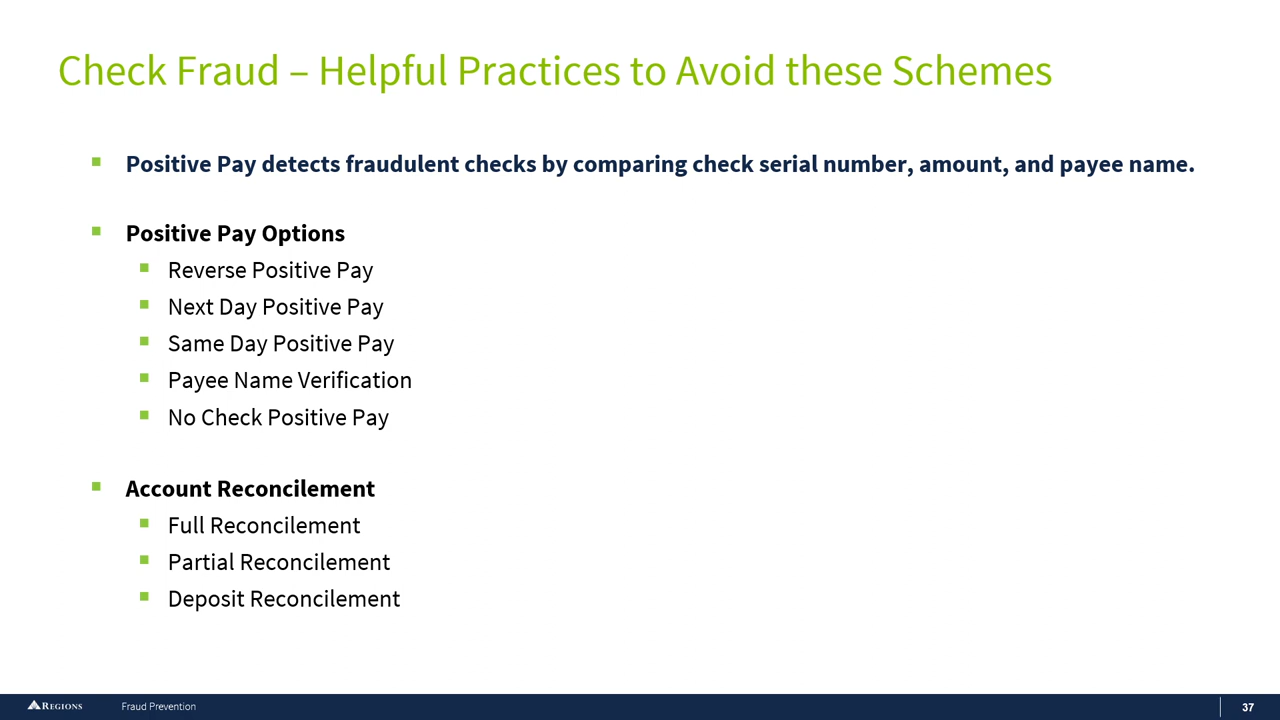 Check Fraud – Helpful Practices to Avoid these Schemes
Positive Pay detects fraudulent checks by comparing check serial number, amount, and payee name.
Positive Pay Options
Reverse Positive Pay
Next Day Positive Pay
Same Day Positive Pay
Payee Name Verification
No Check Positive Pay
Account Reconcilement
Full Reconcilement
Partial Reconcilement
Deposit Reconcilement
REGIONS
Fraud Prevention
37